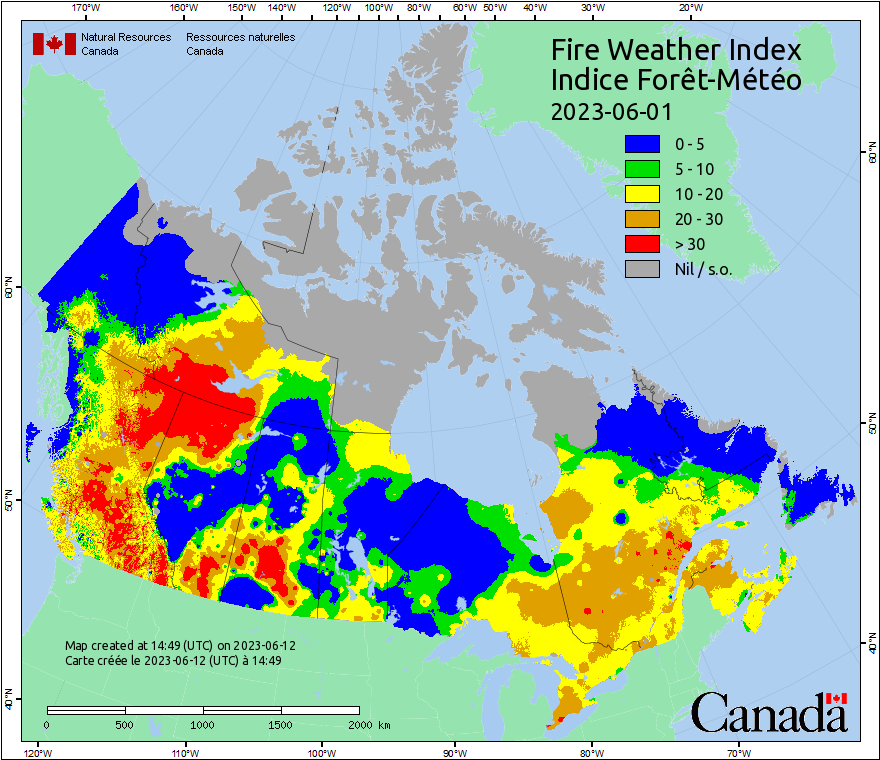 170°W 160°W 150°W 140°W 120°W 100°W 80°W 60°W 50°W 40°W 30°W 20°W
Natural Resources Ressources naturelles
Canada Canada
Fire Weather Index
Indice Forêt-Météo
2023-06-01
0 - 5
5 - 10
10 - 20
20 - 30
> 30
Nil / s.o.
60°N
60°N
50°N
50°N
40°N
40°N
Map created at 14:49 (UTC) on 2023-06-12
Carte créée le 2023-06-12 (UTC) à 14:49
0 500 1000 1500 2000 km
Canada
120°W 110°W 100°W 90°W 80°W 70°W